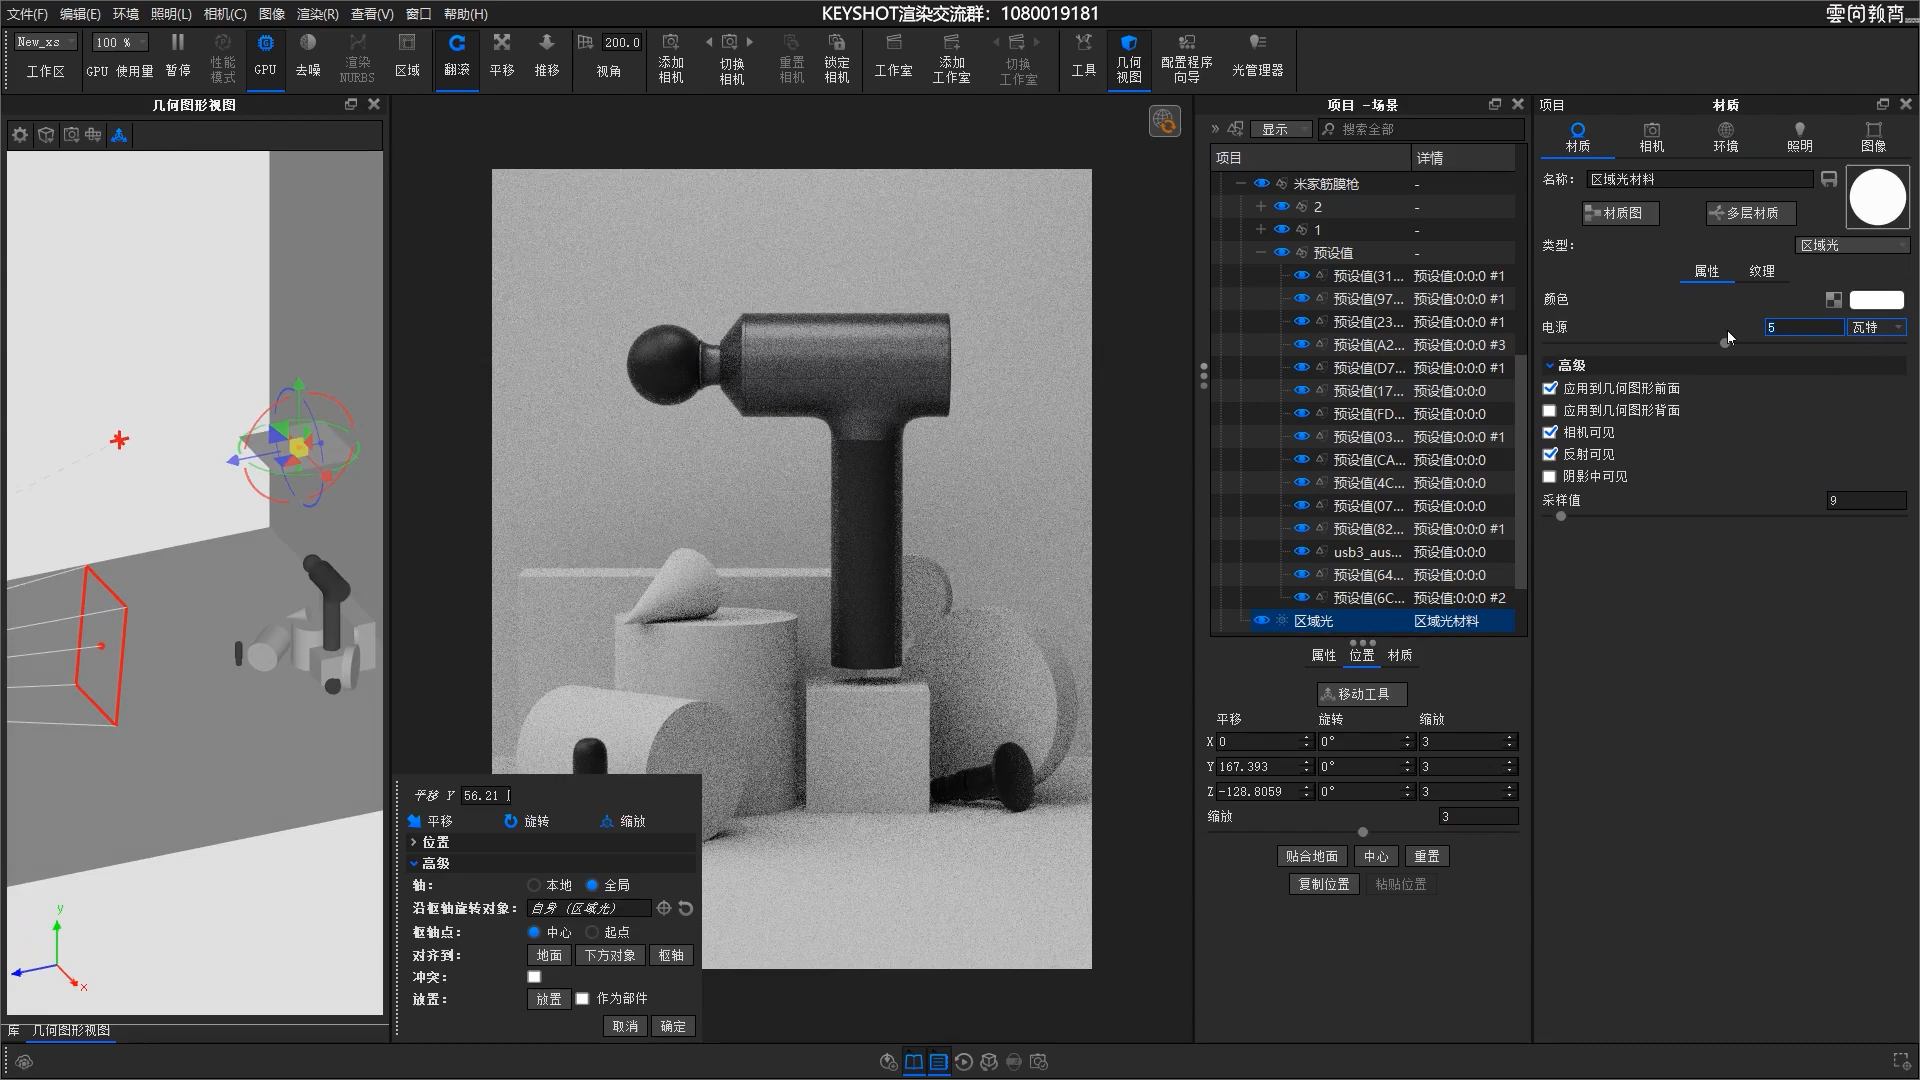 文件(F) 编辑(E) 环境 照明(L) 相机(C) 图像 渲染(R) 查看(V) 窗口 帮助(H)
KEYSHOT渲染交流群：1080019181
New_xs 100 % 200.0
工作区 GPU 使用量 暂停 性能模式 GPU 去噪 渲染NURBS 区域 翻滚 平移 推移 视角 添加相机 切换相机 重置相机 锁定相机 工作室 添加工作室 切换工作室 工具 几何视图 配置程序向导 光管理器
几何图形视图
项目 -场景
显示 搜索全部
项目 详情
米家筋膜枪 -
2 -
1 -
预设值 -
预设值(31... 预设值:0:0:0 #1
预设值(97... 预设值:0:0:0 #1
预设值(23... 预设值:0:0:0 #1
预设值(A2... 预设值:0:0:0 #3
预设值(D7... 预设值:0:0:0 #1
预设值(17... 预设值:0:0:0
预设值(FD... 预设值:0:0:0
预设值(03... 预设值:0:0:0 #1
预设值(CA... 预设值:0:0:0
预设值(4C... 预设值:0:0:0
预设值(07... 预设值:0:0:0
预设值(82... 预设值:0:0:0 #1
usb3_aus... 预设值:0:0:0
预设值(64... 预设值:0:0:0
预设值(6C... 预设值:0:0:0 #2
区域光 区域光材料
属性 位置 材质
移动工具
平移 旋转 缩放
X 0 0° 3
Y 167.393 0° 3
Z -128.8059 0° 3
缩放 3
贴合地面 中心 重置
复制位置 粘贴位置
项目 材质
材质 相机 环境 照明 图像
名称： 区域光材料
材质图 多层材质
类型： 区域光
属性 纹理
颜色
电源 5 瓦特
高级
应用到几何图形前面
应用到几何图形背面
相机可见
反射可见
阴影中可见
采样值 9
平移 Y 56.21
平移 旋转 缩放
位置
高级
轴： 本地 全局
沿枢轴旋转对象： 自身 (区域光)
枢轴点： 中心 起点
对齐到： 地面 下方对象 枢轴
冲突：
放置： 放置 作为部件
取消 确定
y
x
库 几何图形视图